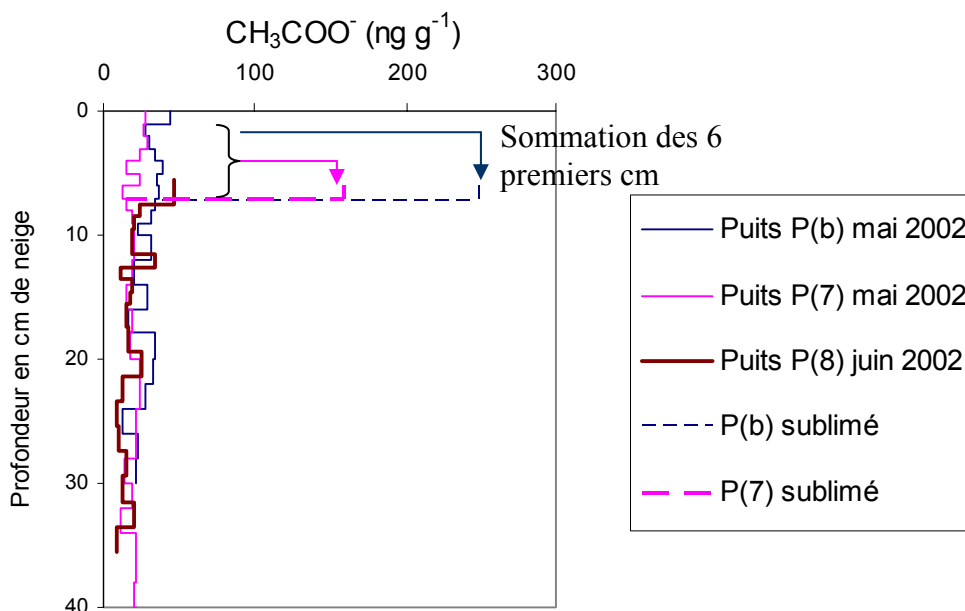 CH₃COO⁻ (ng g⁻¹)
0 100 200 300
0
10
20
30
40
Profondeur en cm de neige
Sommation des 6
premiers cm
Puits P(b) mai 2002
Puits P(7) mai 2002
Puits P(8) juin 2002
P(b) sublimé
P(7) sublimé